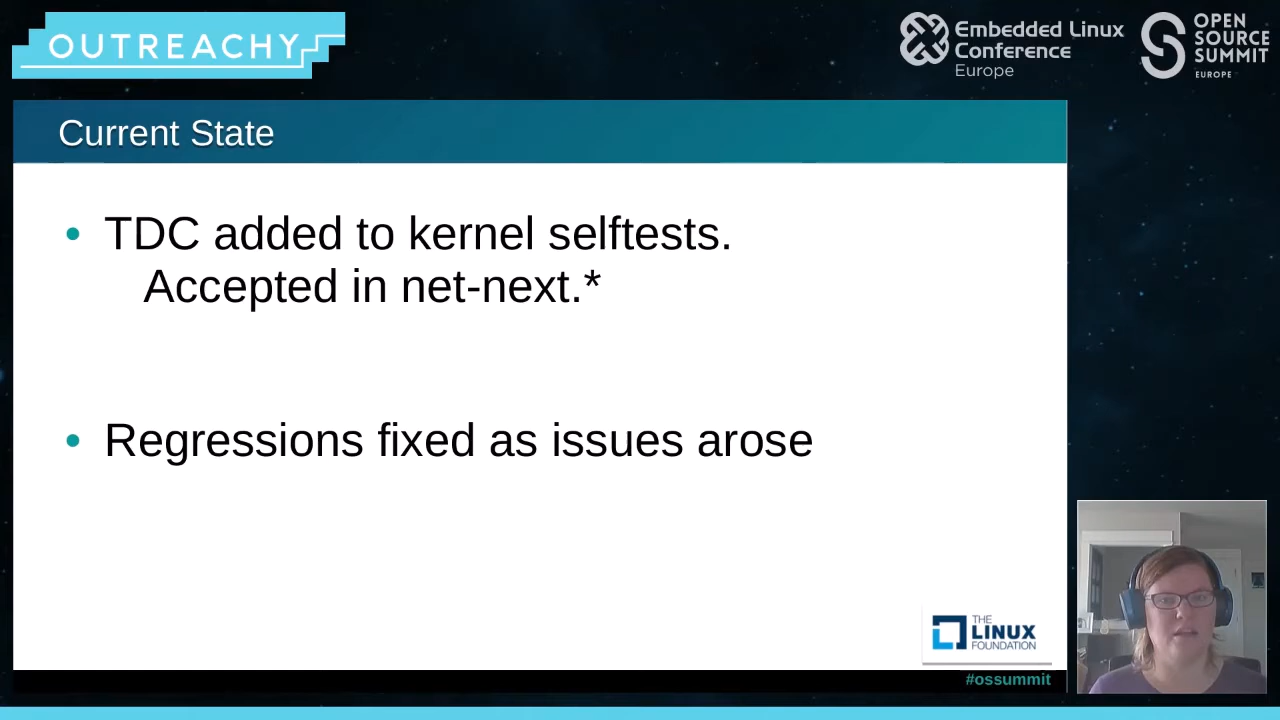 OUTREACHY
Embedded Linux
Conference
Europe
OPEN
SOURCE
SUMMIT
EUROPE
Current State
• TDC added to kernel selftests.
Accepted in net-next.*
• Regressions fixed as issues arose
THE
LINUX
FOUNDATION
#ossummit